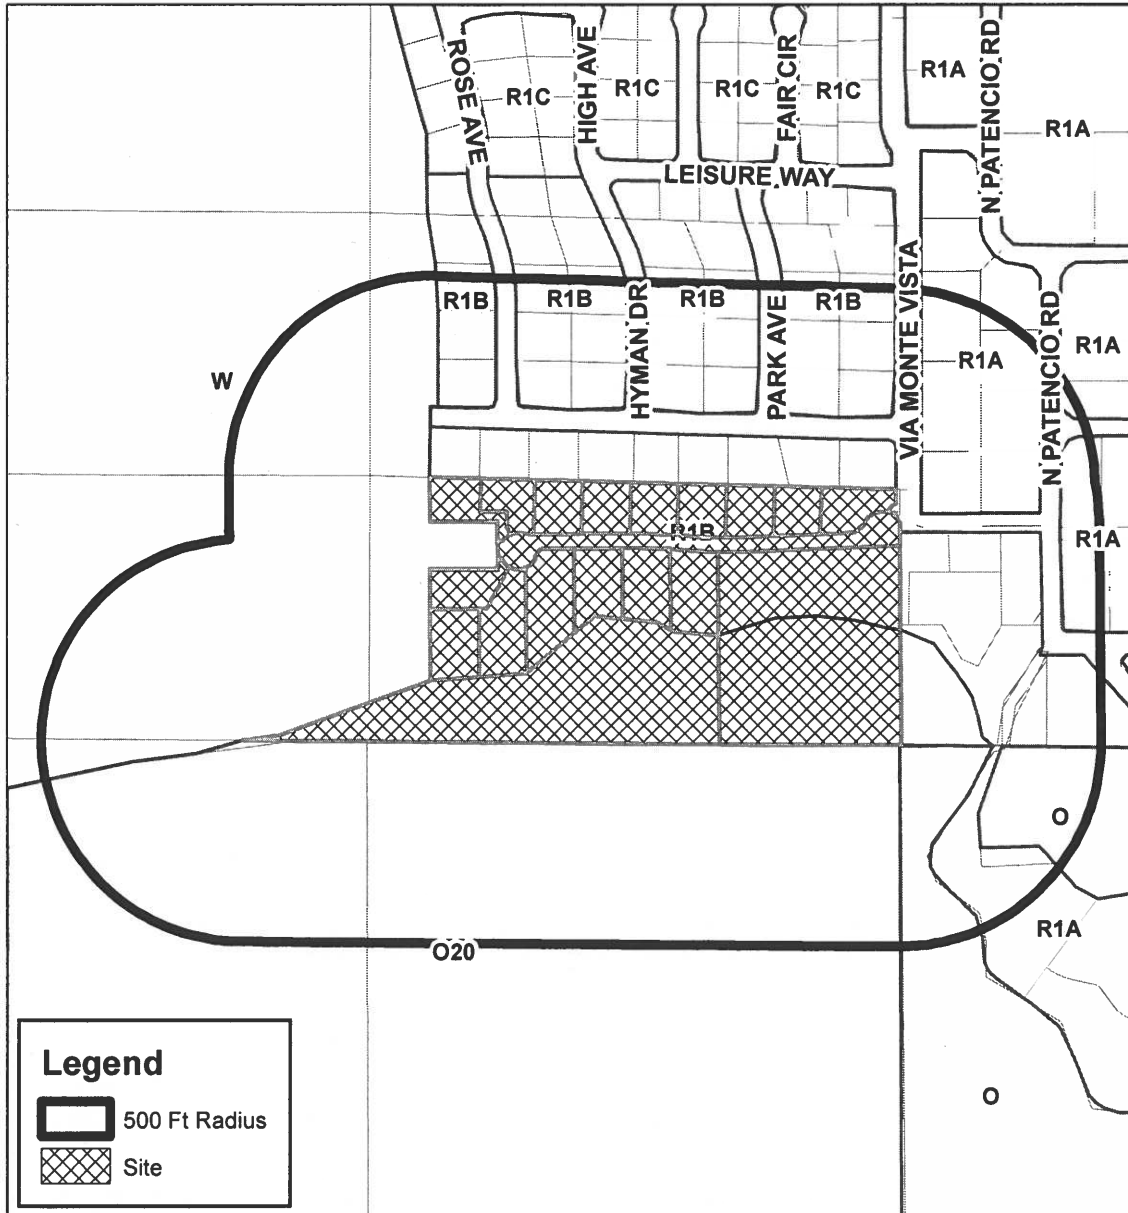 ROSE AVE
HIGH AVE
FAIR CIR
N PATENCIO RD
R1C
R1C
R1C
R1C
R1A
R1A
LEISURE WAY
VIA MONTE VISTA
R1B
R1B
R1B
R1B
HYMAN DR
PARK AVE
N PATENCIO RD
R1A
R1A
W
R1B
R1A
O
R1A
O20
O
Legend
500 Ft Radius
Site